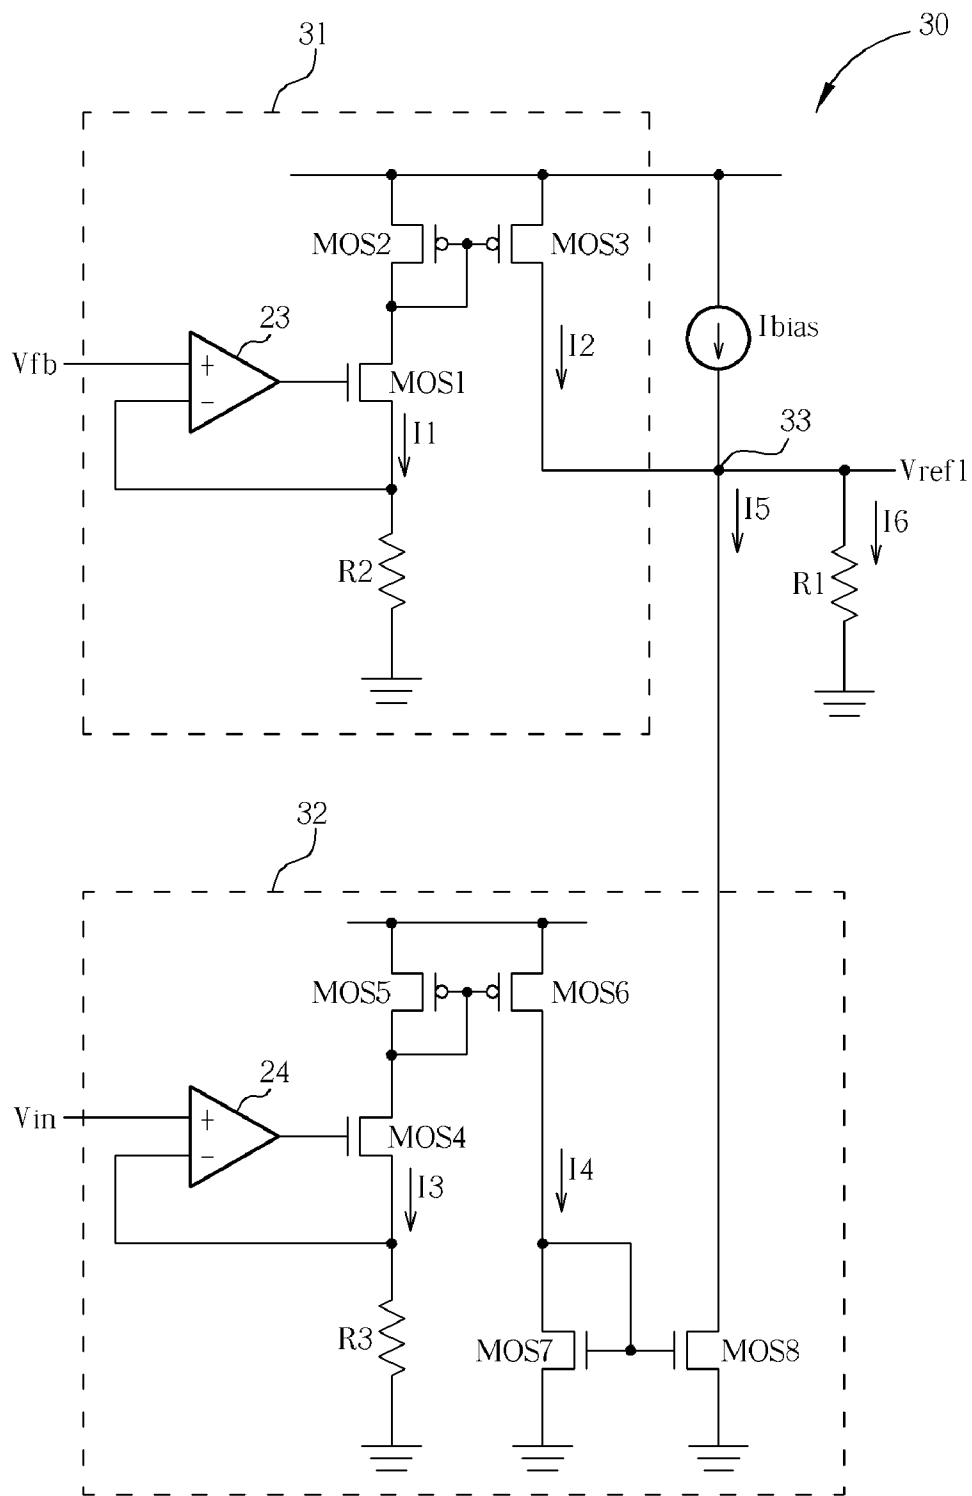 30
31
MOS2
MOS3
23
Ibias
I2
Vfb
+
−
MOS1
I1
33
Vref1
I5
I6
R2
R1
32
MOS5
MOS6
24
Vin
+
−
MOS4
I3
I4
R3
MOS7
MOS8